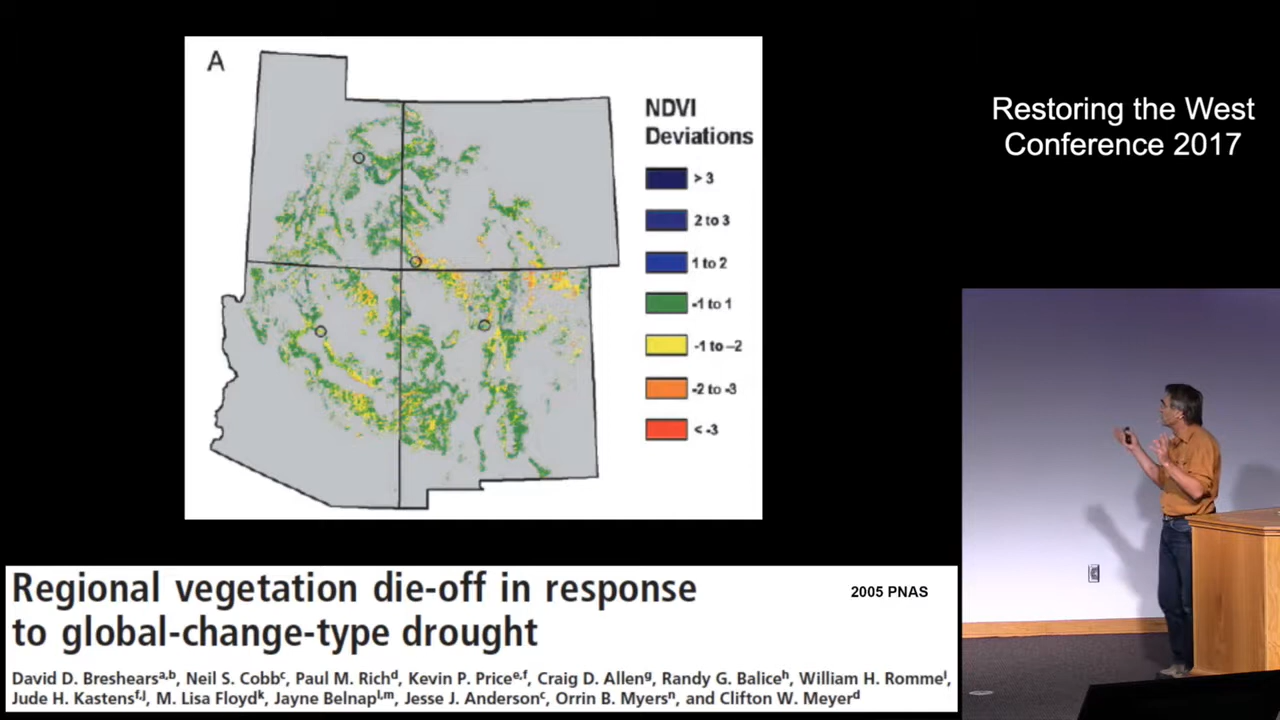 A
NDVI
Deviations
> 3
2 to 3
1 to 2
-1 to 1
-1 to –2
-2 to -3
< -3
Restoring the West
Conference 2017
Regional vegetation die-off in response
to global-change-type drought
2005 PNAS
David D. Breshearsa,b, Neil S. Cobbc, Paul M. Richd, Kevin P. Pricee,f, Craig D. Alleng, Randy G. Baliceh, William H. Rommei,
Jude H. Kastensf,j, M. Lisa Floydk, Jayne Belnapl,m, Jesse J. Andersonc, Orrin B. Myersn, and Clifton W. Meyerd